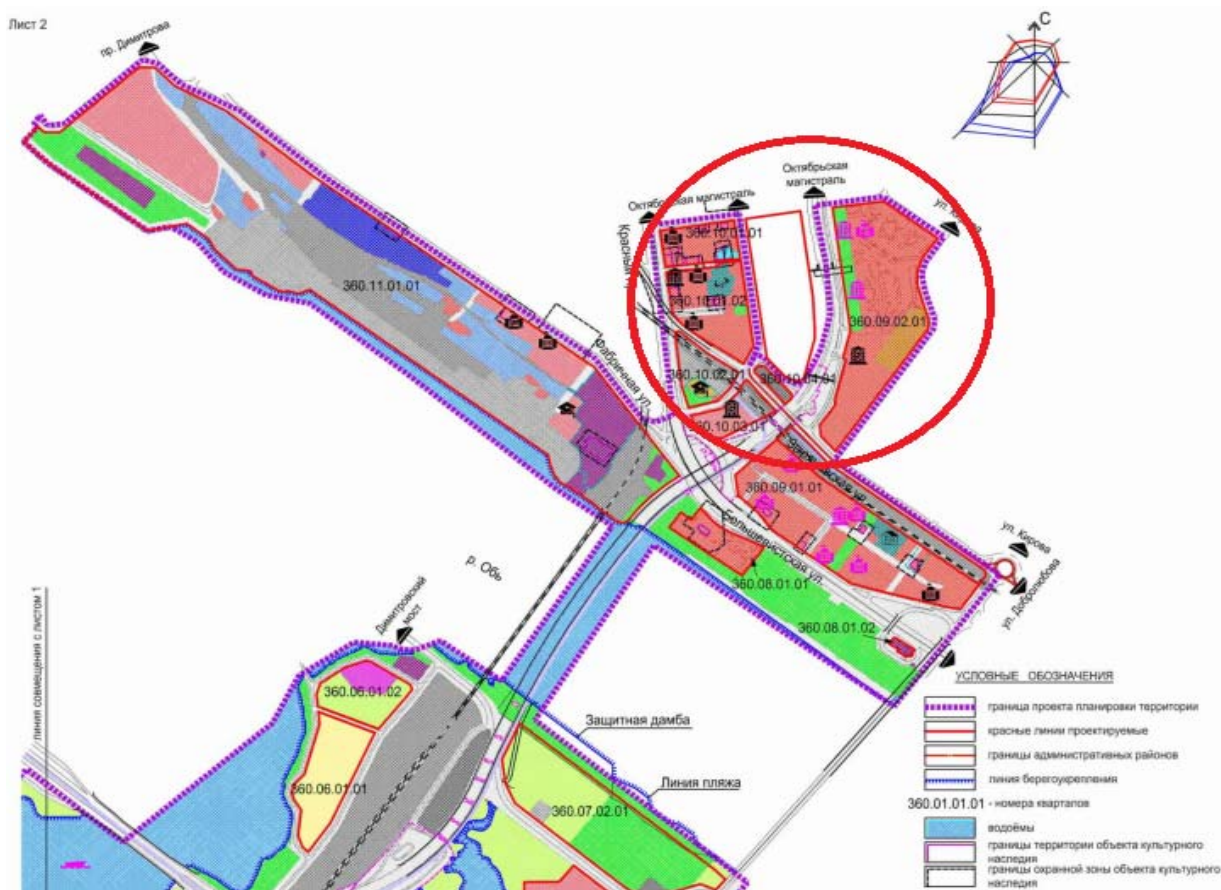 Лист 2
пр. Димитрова
С
Октябрьская
магистраль
Октябрьская магистраль
ул. К
Красный
360.10.01.01
360.10.01.02
360.09.02.01
360.11.01.01
Фабричная ул.
360.10.02.01
360.10.04.01
360.10.03.01
360.09.01.01
Большевистская ул.
ул. Кирова
ул. Добролюбова
р. Обь
360.08.01.01
360.08.01.02
Димитровский
мост
линия совмещения с листом 1
360.06.01.02
Защитная дамба
360.06.01.01
Линия пляжа
360.07.02.01
УСЛОВНЫЕ ОБОЗНАЧЕНИЯ
граница проекта планировки территории
красные линии проектируемые
границы административных районов
линия берегоукрепления
360.01.01.01 - номера кварталов
водоёмы
границы территории объекта культурного
наследия
границы охранной зоны объекта культурного
наследия